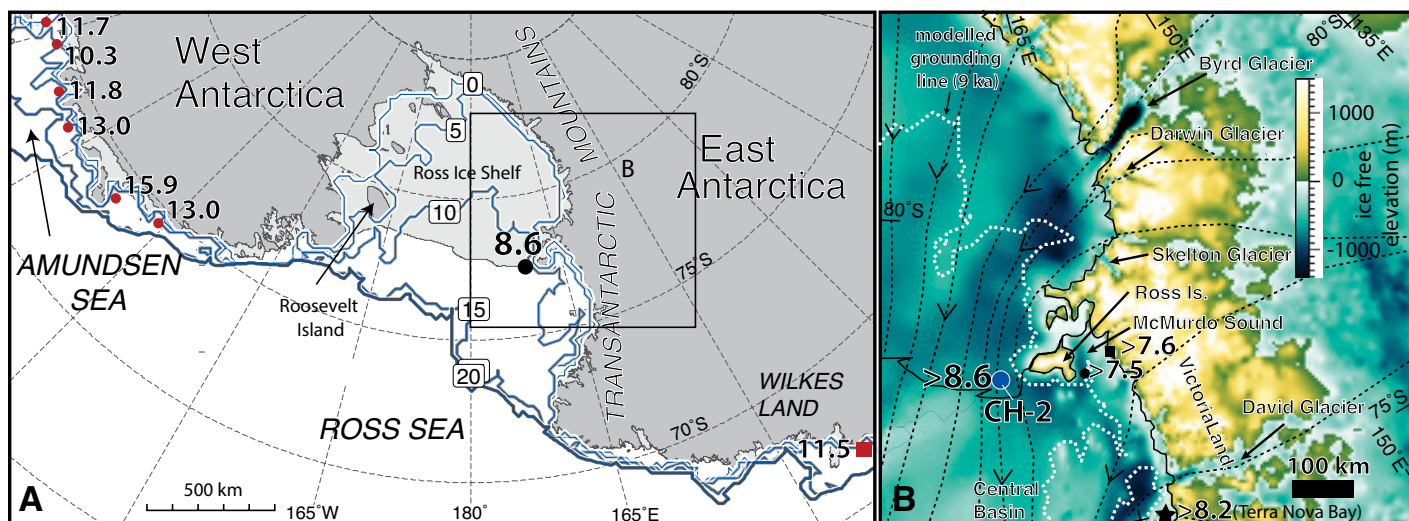 11.7
10.3
11.8
13.0
15.9
13.0
West
Antarctica
AMUNDSEN
SEA
Roosevelt
Island
ROSS SEA
Ross Ice Shelf
0
5
10
15
20
8.6
B
TRANSANTARCTIC MOUNTAINS
East
Antarctica
80°S
75°S
70°S
WILKES
LAND
11.5
A
500 km
165°W
180°
165°E
165°E
150°E
80°S
135°E
modelled
grounding
line (9 ka)
Byrd Glacier
Darwin Glacier
1000
0
-1000
ice free
elevation (m)
80°S
Skelton Glacier
Ross Is.
McMurdo Sound
>7.6
>7.5
>8.6
CH-2
VictoriaLand
David Glacier
75°S
150°E
100 km
Central
Basin
>8.2 (Terra Nova Bay)
B